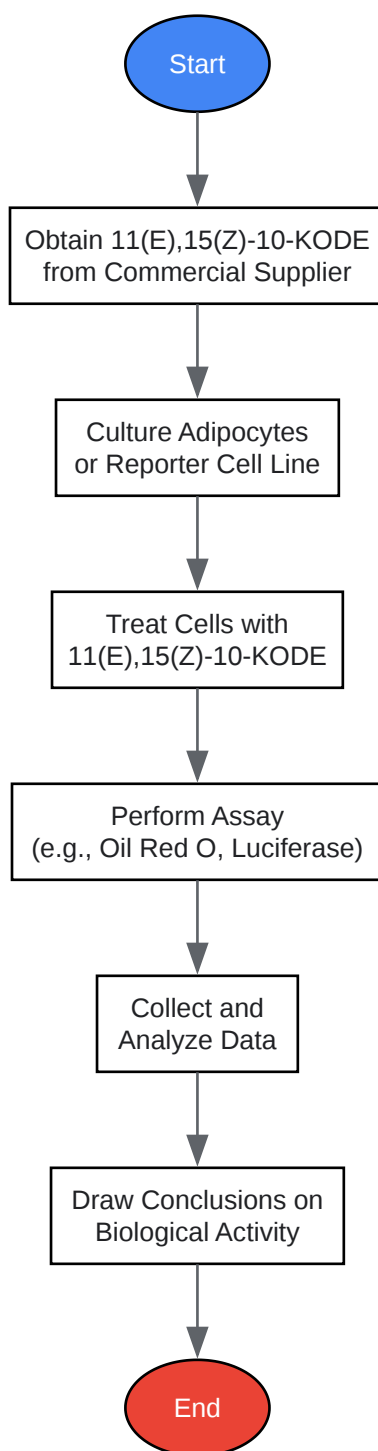 Start
Obtain 11(E),15(Z)-10-KODE
from Commercial Supplier
Culture Adipocytes
or Reporter Cell Line
Treat Cells with
11(E),15(Z)-10-KODE
Perform Assay
(e.g., Oil Red O, Luciferase)
Collect and
Analyze Data
Draw Conclusions on
Biological Activity
End